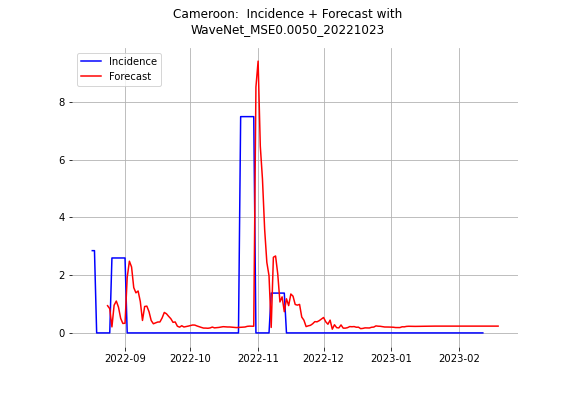 Cameroon:  Incidence + Forecast with
WaveNet_MSE0.0050_20221023
Incidence
Forecast
8
6
4
2
0
2022-09 2022-10 2022-11 2022-12 2023-01 2023-02